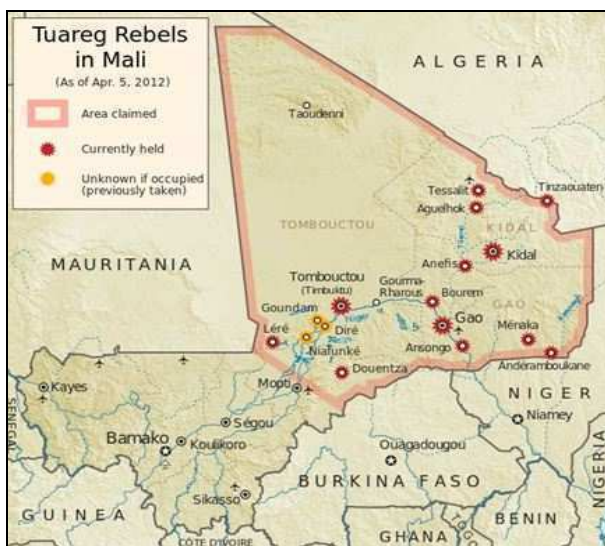 Tuareg Rebels
in Mali
(As of Apr. 5, 2012)
Area claimed
Currently held
Unknown if occupied
(previously taken)
ALGERIA
Taoudenni
Tessalit
Tinzaouaten
Aguelhok
TOMBOUCTOU
KIDAL
MAURITANIA
Anefis
Kidal
Tombouctou
(Timbuktu)
Gourma-
Rharous
Bourem
GAO
Goundam
Gao
Léré
Diré
Ménaka
Niafunké
Ansongo
Andéramboukane
Douentza
Mopti
Kayes
NIGER
SENEGAL
Ségou
Niamey
Bamako
Koulikoro
Ouagadougou
Sikasso
BURKINA FASO
NIGERIA
GUINEA
BENIN
GHANA
TOGO
CÔTE D'IVOIRE